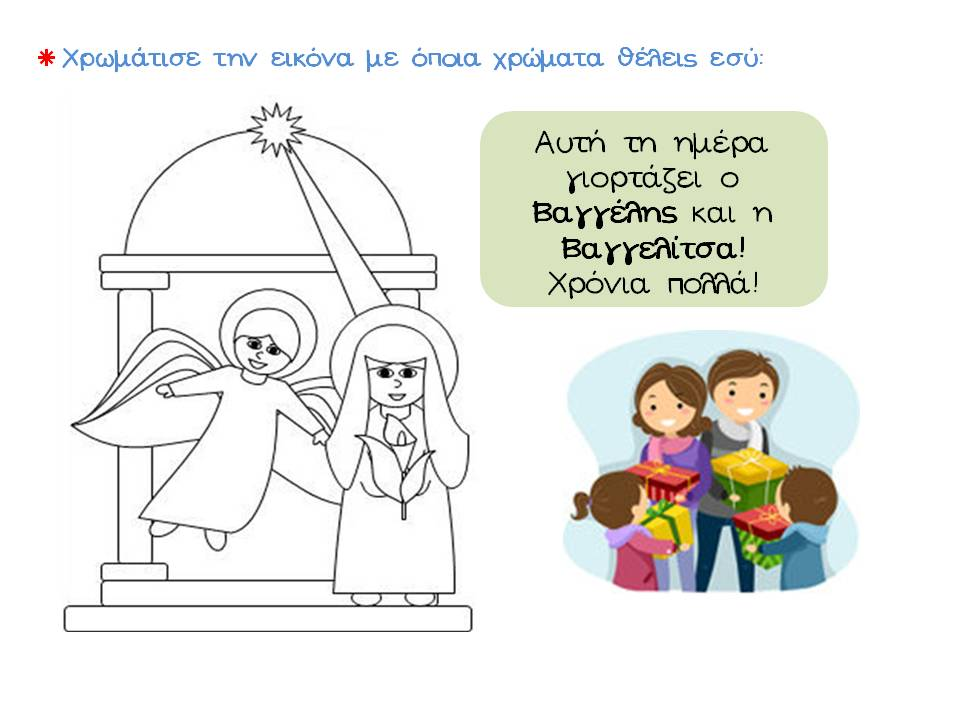 * Χρωμάτισε την εικόνα με όποια χρώματα θέλεις εσύ:
Αυτή τη ημέρα
γιορτάζει ο
Βαγγέλης και η
Βαγγελίτσα!
Χρόνια πολλά!